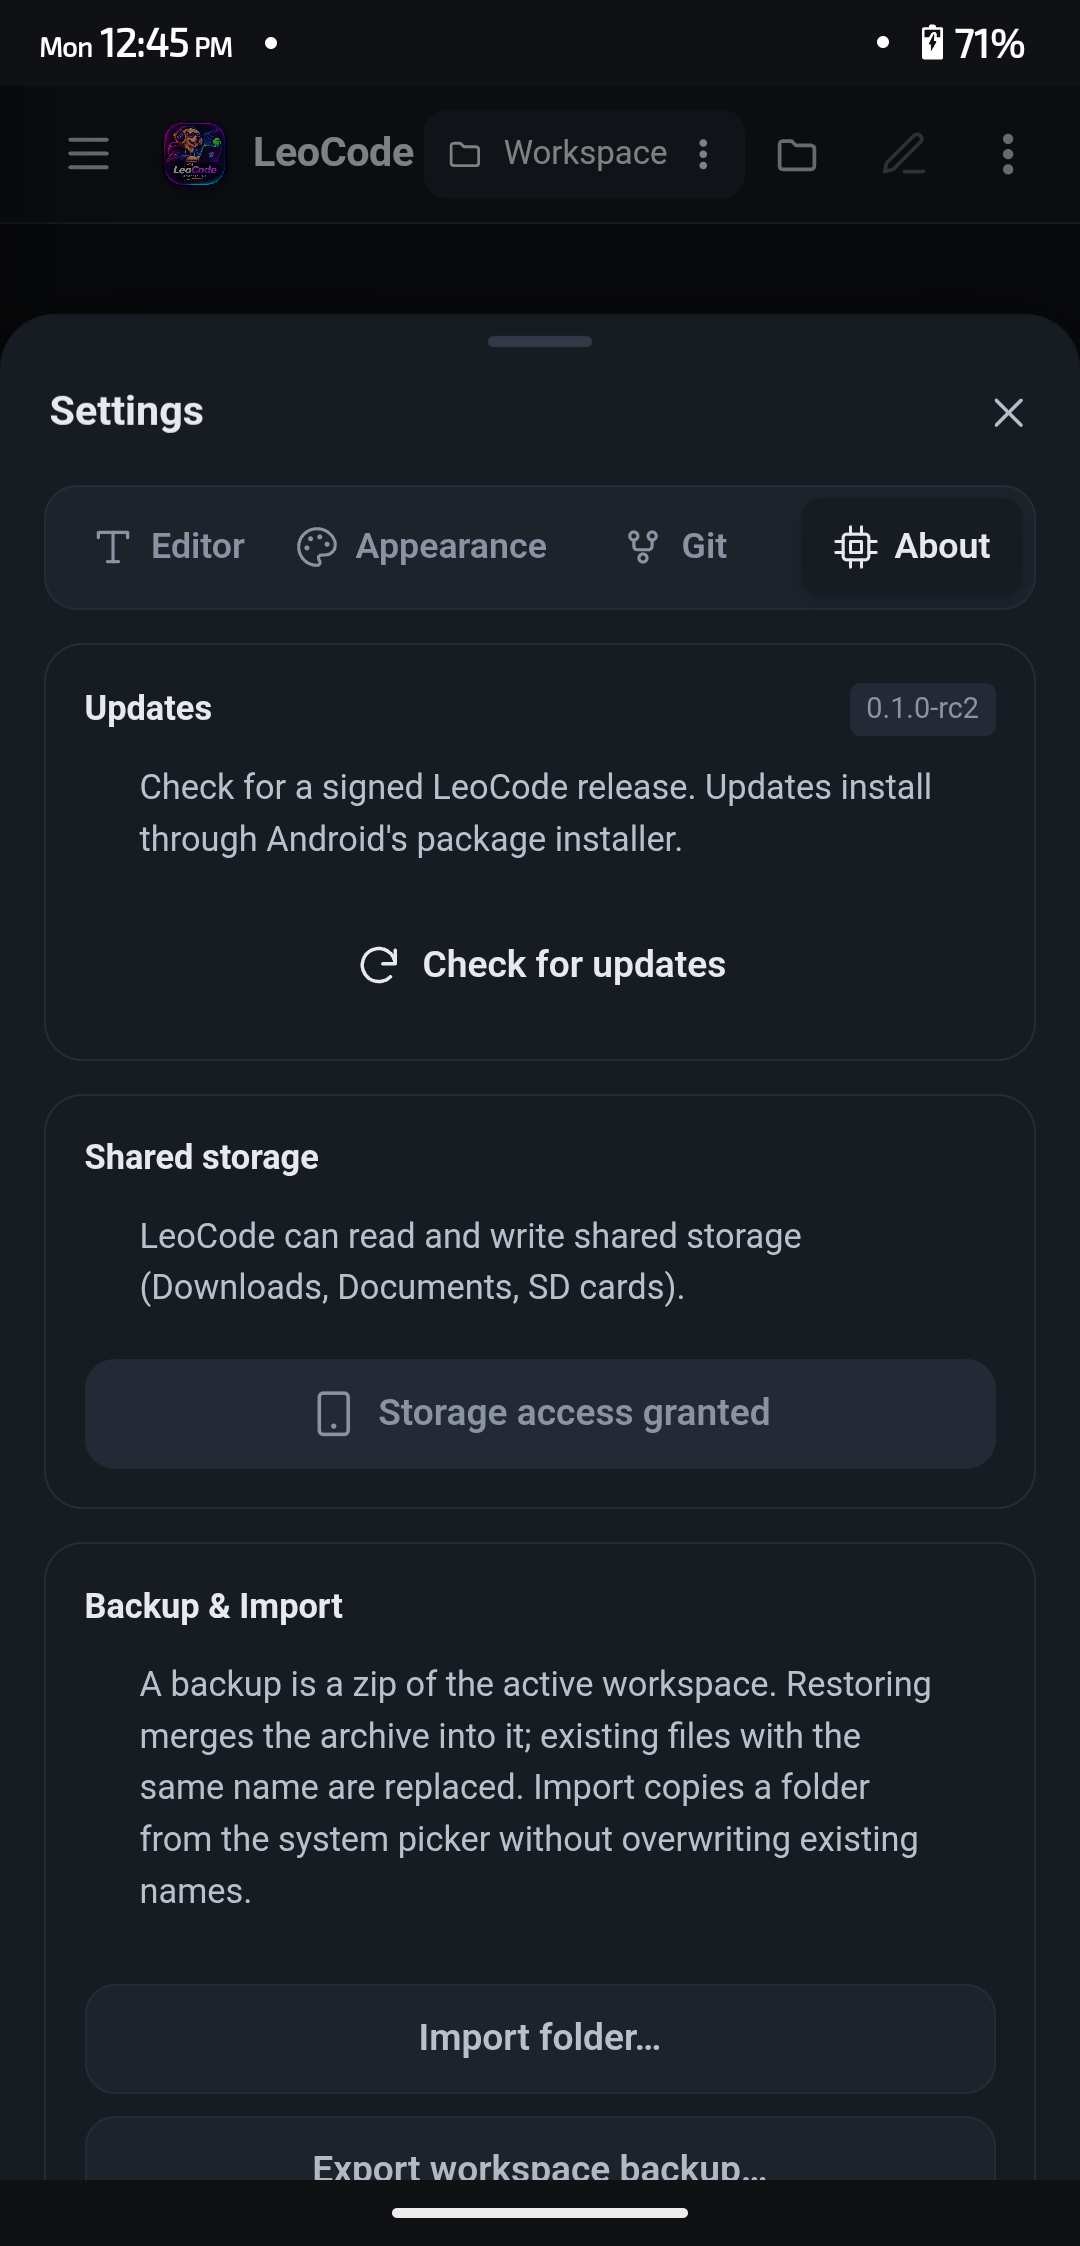 Mon 12:45 PM
71%
LeoCode
Workspace
Settings
Editor
Appearance
Git
About
Updates
0.1.0-rc2
Check for a signed LeoCode release. Updates install
through Android's package installer.
Check for updates
Shared storage
LeoCode can read and write shared storage
(Downloads, Documents, SD cards).
Storage access granted
Backup & Import
A backup is a zip of the active workspace. Restoring
merges the archive into it; existing files with the
same name are replaced. Import copies a folder
from the system picker without overwriting existing
names.
Import folder…
Export workspace backup…